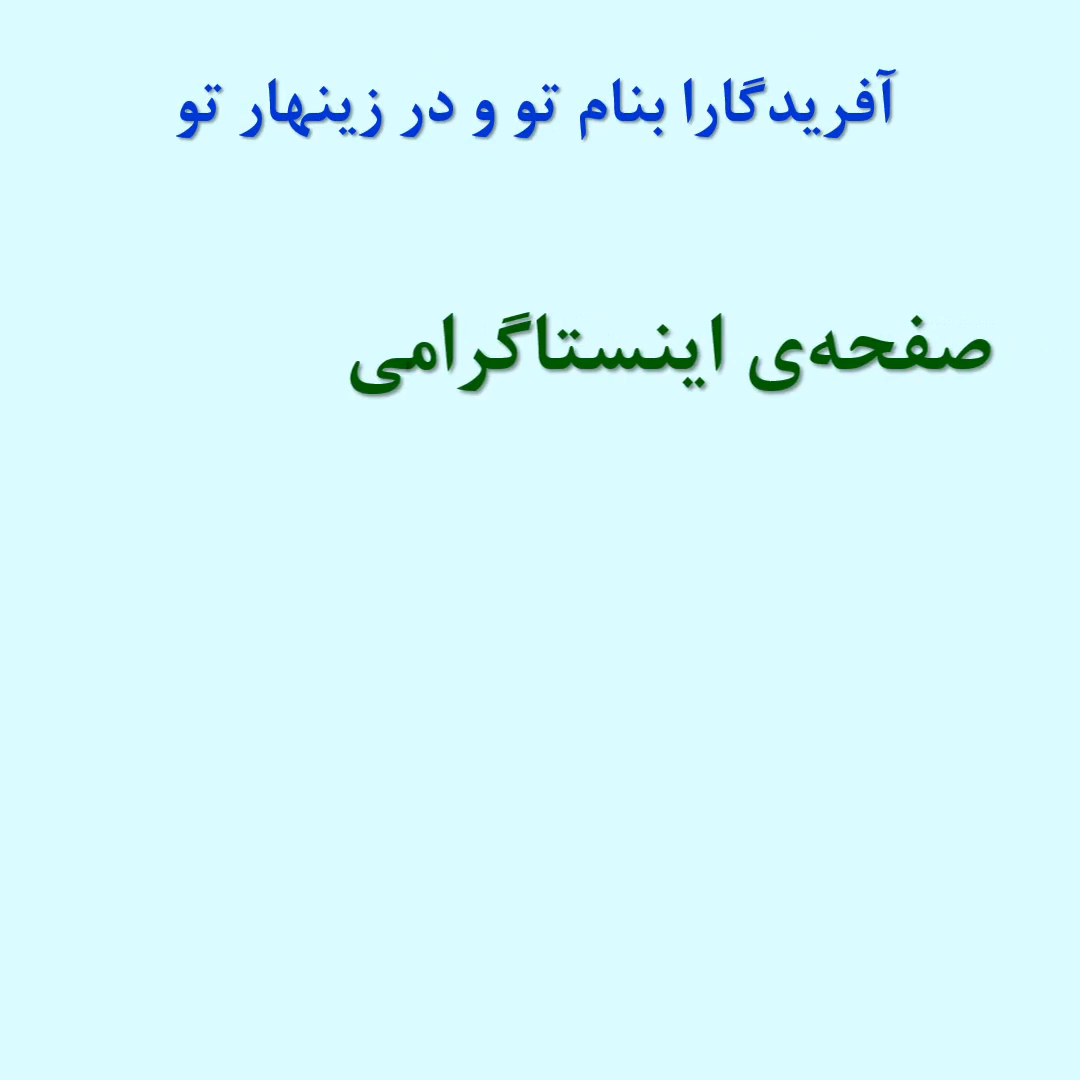 آفریدگارا بنام تو و در زینهار تو
صفحه‌ی اینستاگرامی